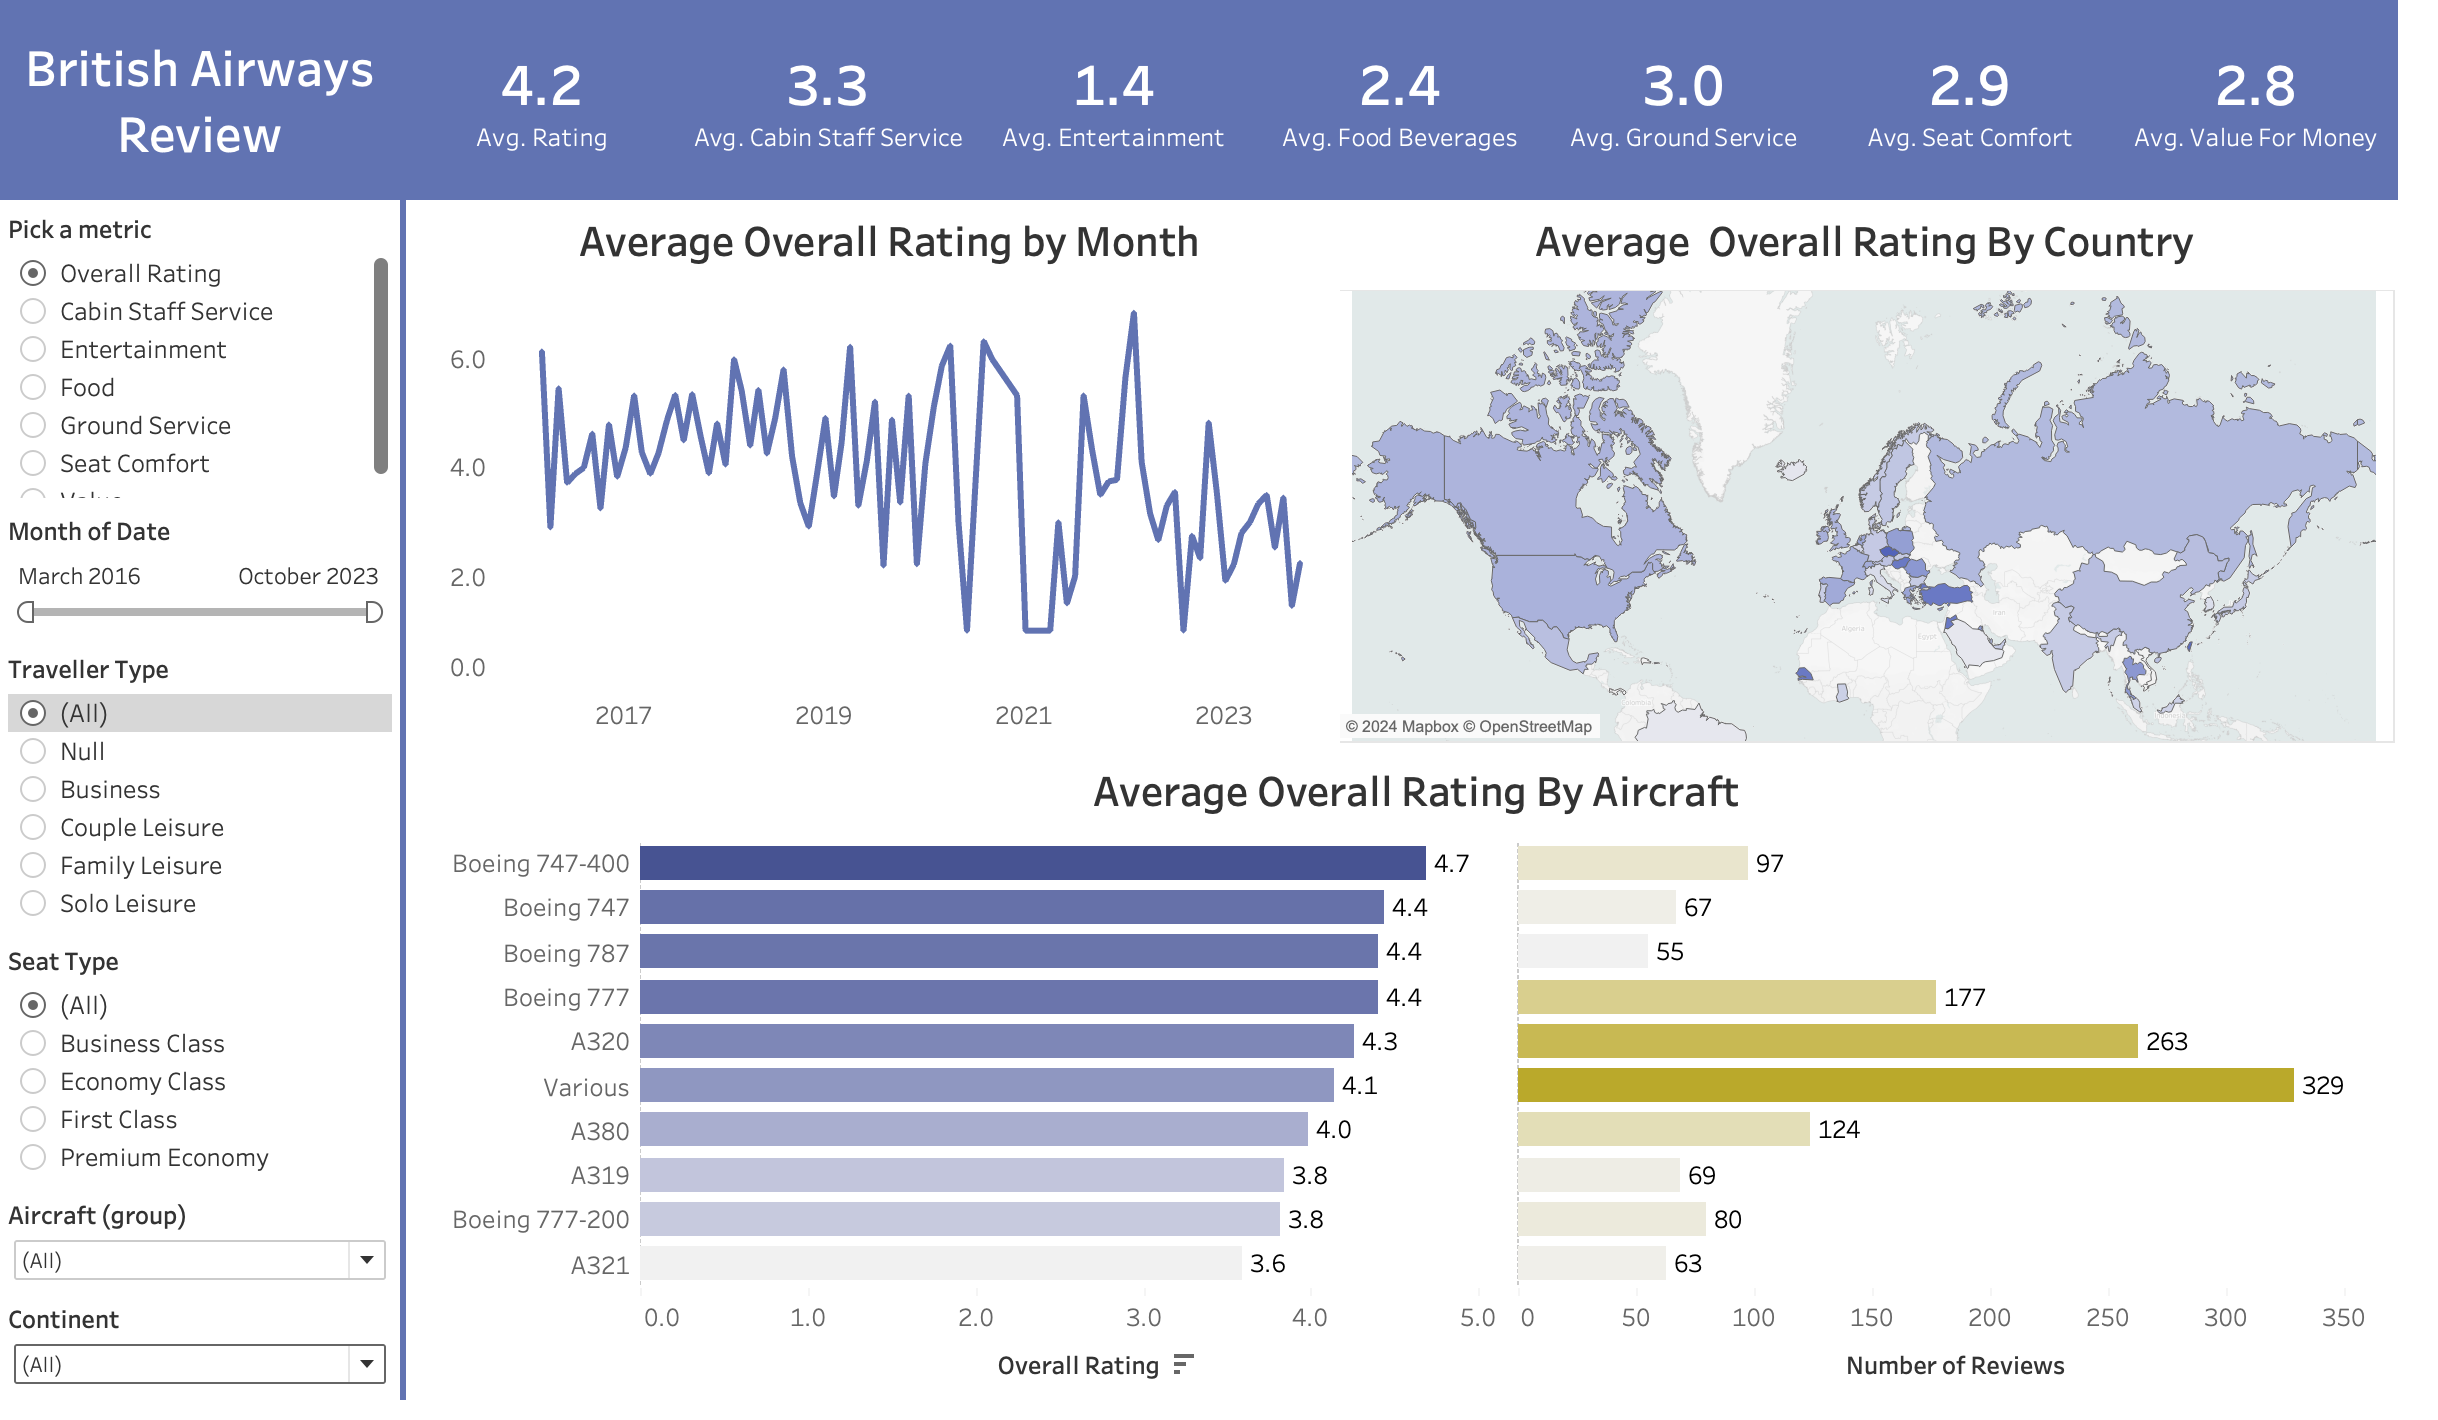 British Airways
Review
4.2
Avg. Rating
3.3
Avg. Cabin Staff Service
1.4
Avg. Entertainment
2.4
Avg. Food Beverages
3.0
Avg. Ground Service
2.9
Avg. Seat Comfort
2.8
Avg. Value For Money
Pick a metric
Overall Rating
Cabin Staff Service
Entertainment
Food
Ground Service
Seat Comfort
Month of Date
March 2016
October 2023
Traveller Type
(All)
Null
Business
Couple Leisure
Family Leisure
Solo Leisure
Seat Type
(All)
Business Class
Economy Class
First Class
Premium Economy
Aircraft (group)
(All)
Continent
(All)
Average Overall Rating by Month
6.0
4.0
2.0
0.0
2017
2019
2021
2023
Average  Overall Rating By Country
Algeria
Egypt
Iran
© 2024 Mapbox © OpenStreetMap
Average Overall Rating By Aircraft
Boeing 747-400 4.7 97
Boeing 747 4.4 67
Boeing 787 4.4 55
Boeing 777 4.4 177
A320 4.3 263
Various 4.1 329
A380 4.0 124
A319 3.8 69
Boeing 777-200 3.8 80
A321 3.6 63
0.0 1.0 2.0 3.0 4.0 5.0
0 50 100 150 200 250 300 350
Overall Rating
Number of Reviews